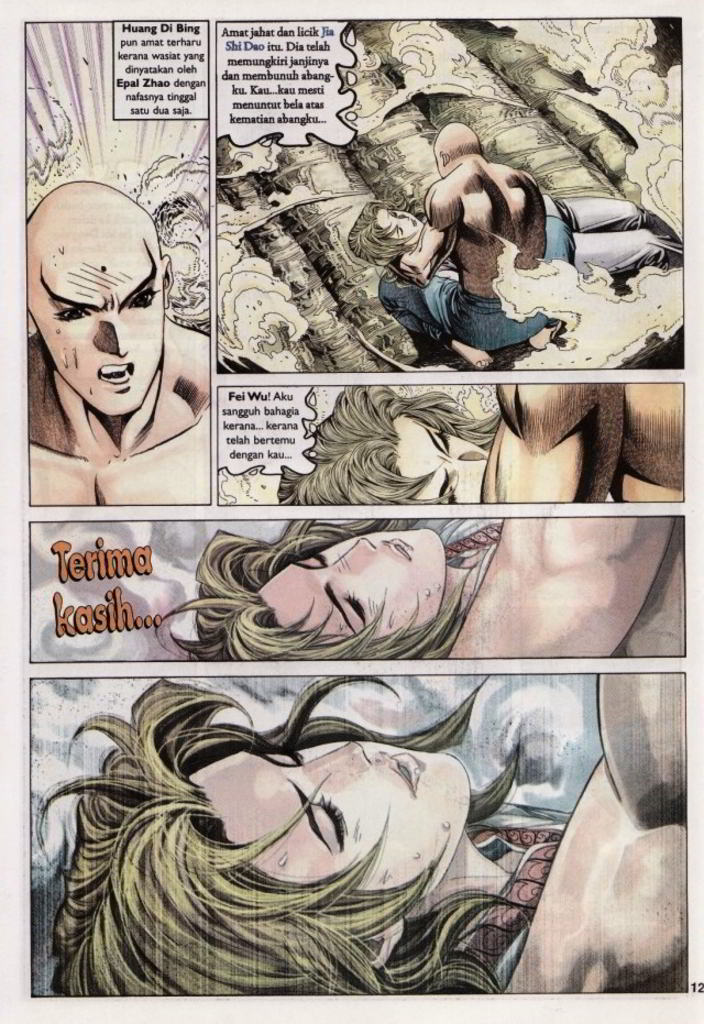 Huang Di Bing
pun amat terharu
kerana wasiat yang
dinyatakan oleh
Epal Zhao dengan
nafasnya tinggal
satu dua saja.
Amat jahat dan licik Jia
Shi Dao itu. Dia telah
memungkiri janjinya
dan membunuh abang-
ku. Kau...kau mesti
menuntut bela atas
kematian abangku...
Fei Wu! Aku
sangguh bahagia
kerana... kerana
telah bertemu
dengan kau...
Terima
kasih...
12